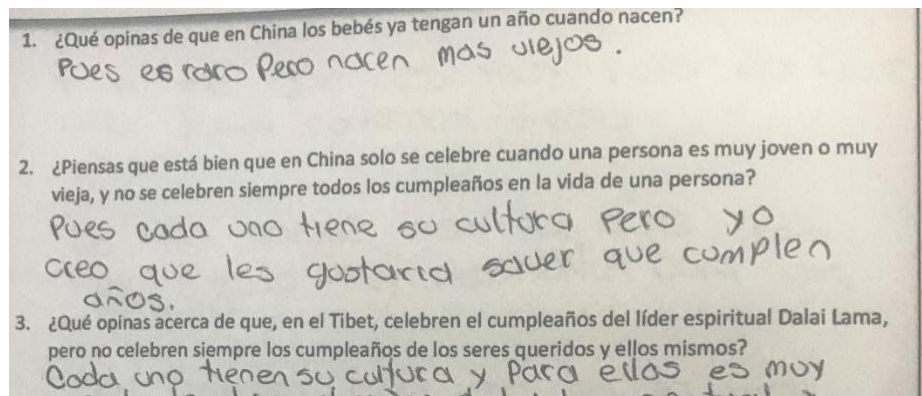 1. ¿Qué opinas de que en China los bebés ya tengan un año cuando nacen?
Pues es raro Pero nacen mas viejos.
2. ¿Piensas que está bien que en China solo se celebre cuando una persona es muy joven o muy
vieja, y no se celebren siempre todos los cumpleaños en la vida de una persona?
Pues cada uno tiene su cultura Pero yo
creo que les gustaria saver que cumplen
años.
3. ¿Qué opinas acerca de que, en el Tibet, celebren el cumpleaños del líder espiritual Dalai Lama,
pero no celebren siempre los cumpleaños de los seres queridos y ellos mismos?
Cada uno tienen su cultura y Para ellos es muy